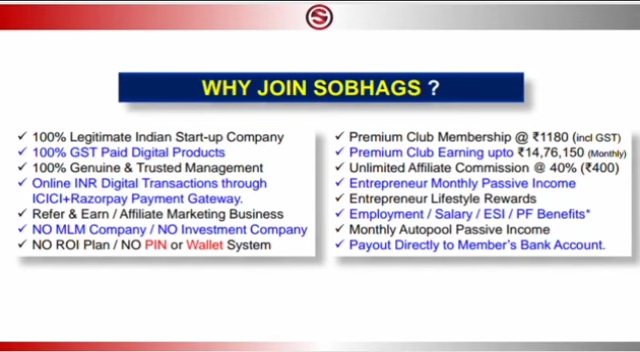 S
WHY JOIN SOBHAGS ?
✓ 100% Legitimate Indian Start-up Company
✓ 100% GST Paid Digital Products
✓ 100% Genuine & Trusted Management
✓ Online INR Digital Transactions through
ICICI+Razorpay Payment Gateway.
✓ Refer & Earn / Affiliate Marketing Business
✓ NO MLM Company / NO Investment Company
✓ NO ROI Plan / NO PIN or Wallet System
✓ Premium Club Membership @ ₹1180 (incl GST)
✓ Premium Club Earning upto ₹14,76,150 (Monthly)
✓ Unlimited Affiliate Commission @ 40% (₹400)
✓ Entrepreneur Monthly Passive Income
✓ Entrepreneur Lifestyle Rewards
✓ Employment / Salary / ESI / PF Benefits*
✓ Monthly Autopool Passive Income
✓ Payout Directly to Member's Bank Account.